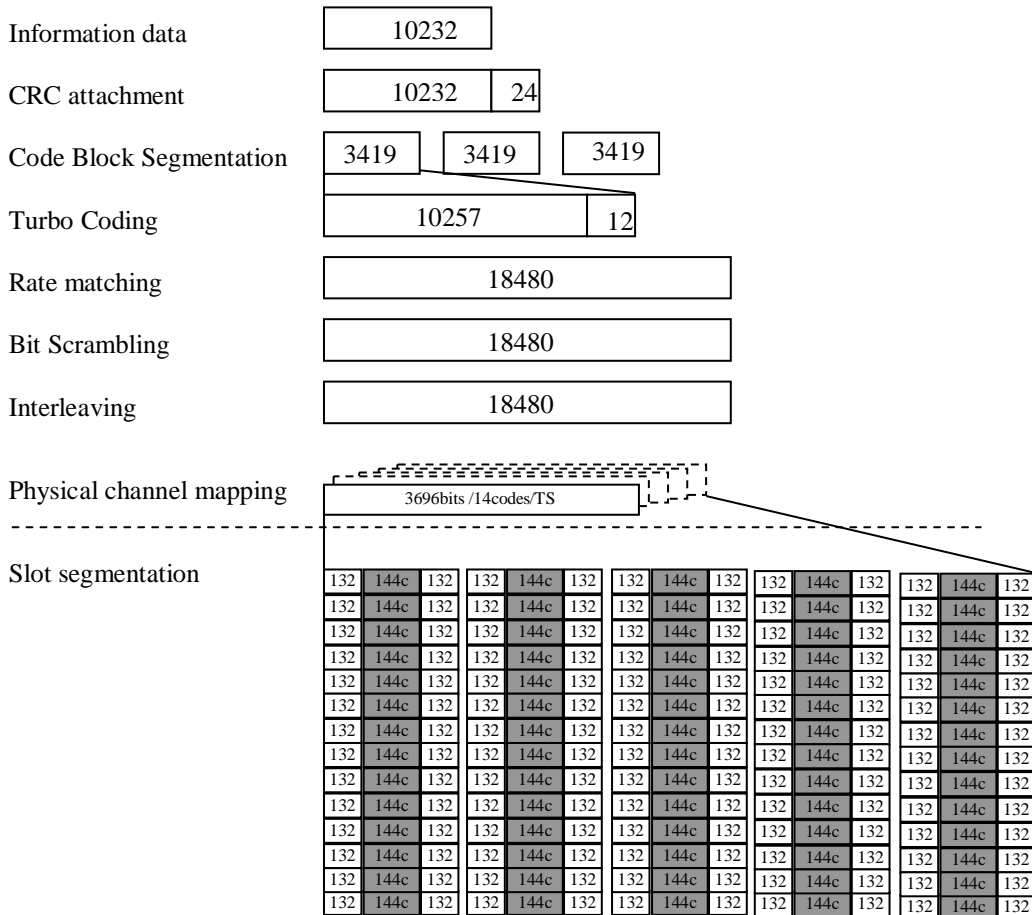 Information data 10232
CRC attachment 10232 24
Code Block Segmentation 3419 3419 3419
Turbo Coding 10257 12
Rate matching 18480
Bit Scrambling 18480
Interleaving 18480
Physical channel mapping 3696bits /14codes/TS
Slot segmentation
132 144c 132 132 144c 132 132 144c 132 132 144c 132 132 144c 132
132 144c 132 132 144c 132 132 144c 132 132 144c 132 132 144c 132
132 144c 132 132 144c 132 132 144c 132 132 144c 132 132 144c 132
132 144c 132 132 144c 132 132 144c 132 132 144c 132 132 144c 132
132 144c 132 132 144c 132 132 144c 132 132 144c 132 132 144c 132
132 144c 132 132 144c 132 132 144c 132 132 144c 132 132 144c 132
132 144c 132 132 144c 132 132 144c 132 132 144c 132 132 144c 132
132 144c 132 132 144c 132 132 144c 132 132 144c 132 132 144c 132
132 144c 132 132 144c 132 132 144c 132 132 144c 132 132 144c 132
132 144c 132 132 144c 132 132 144c 132 132 144c 132 132 144c 132
132 144c 132 132 144c 132 132 144c 132 132 144c 132 132 144c 132
132 144c 132 132 144c 132 132 144c 132 132 144c 132 132 144c 132
132 144c 132 132 144c 132 132 144c 132 132 144c 132 132 144c 132
132 144c 132 132 144c 132 132 144c 132 132 144c 132 132 144c 132